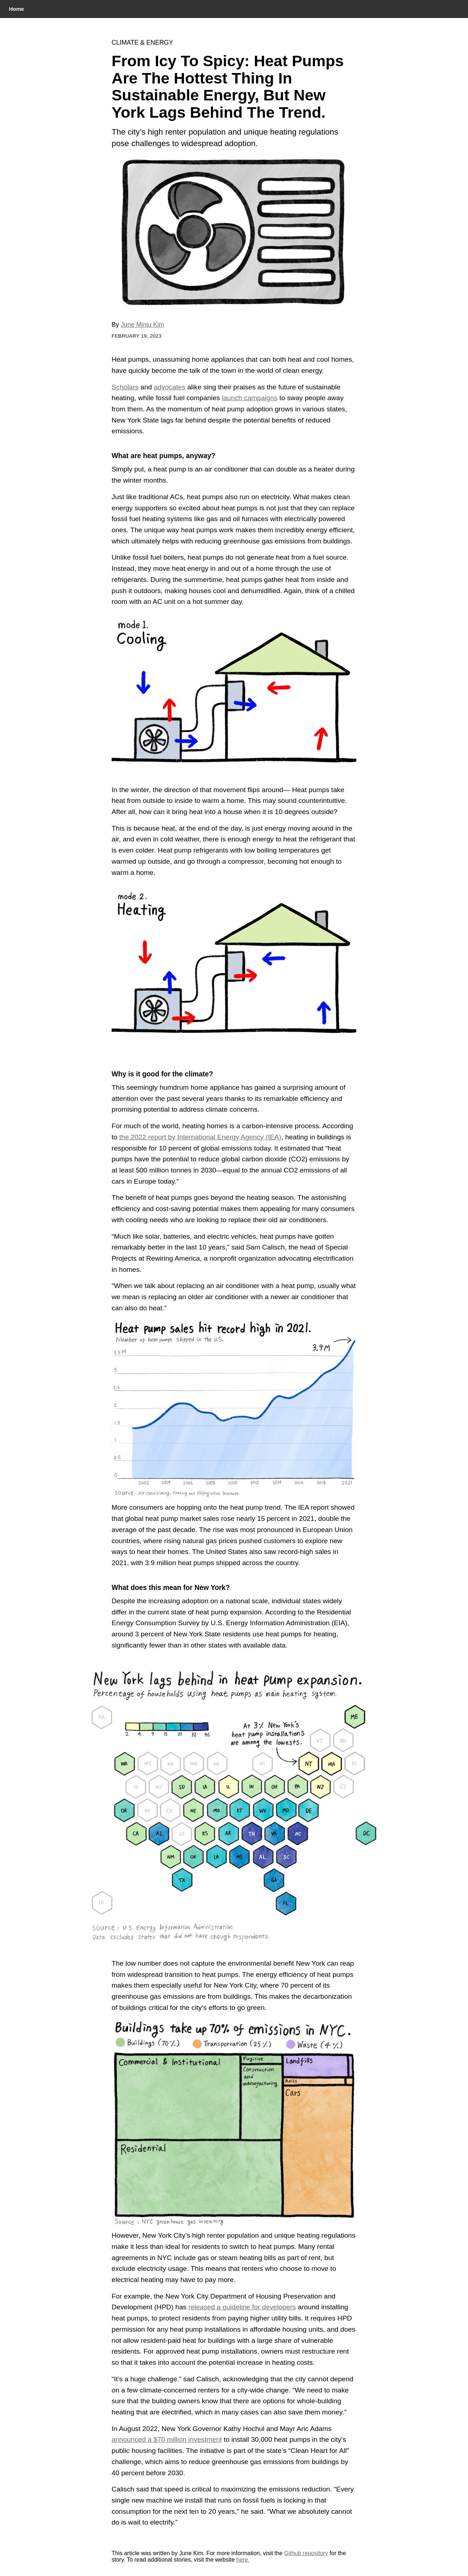 Home
CLIMATE & ENERGY
From Icy To Spicy: Heat Pumps
Are The Hottest Thing In
Sustainable Energy, But New
York Lags Behind The Trend.
The city's high renter population and unique heating regulations
pose challenges to widespread adoption.
By June Minju Kim
FEBRUARY 19, 2023
Heat pumps, unassuming home appliances that can both heat and cool homes,
have quickly become the talk of the town in the world of clean energy.
Scholars and advocates alike sing their praises as the future of sustainable
heating, while fossil fuel companies launch campaigns to sway people away
from them. As the momentum of heat pump adoption grows in various states,
New York State lags far behind despite the potential benefits of reduced
emissions.
What are heat pumps, anyway?
Simply put, a heat pump is an air conditioner that can double as a heater during
the winter months.
Just like traditional ACs, heat pumps also run on electricity. What makes clean
energy supporters so excited about heat pumps is not just that they can replace
fossil fuel heating systems like gas and oil furnaces with electrically powered
ones. The unique way heat pumps work makes them incredibly energy efficient,
which ultimately helps with reducing greenhouse gas emissions from buildings.
Unlike fossil fuel boilers, heat pumps do not generate heat from a fuel source.
Instead, they move heat energy in and out of a home through the use of
refrigerants. During the summertime, heat pumps gather heat from inside and
push it outdoors, making houses cool and dehumidified. Again, think of a chilled
room with an AC unit on a hot summer day.
mode 1.
Cooling
In the winter, the direction of that movement flips around— Heat pumps take
heat from outside to inside to warm a home. This may sound counterintuitive.
After all, how can it bring heat into a house when it is 10 degrees outside?
This is because heat, at the end of the day, is just energy moving around in the
air, and even in cold weather, there is enough energy to heat the refrigerant that
is even colder. Heat pump refrigerants with low boiling temperatures get
warmed up outside, and go through a compressor, becoming hot enough to
warm a home.
mode 2.
Heating
Why is it good for the climate?
This seemingly humdrum home appliance has gained a surprising amount of
attention over the past several years thanks to its remarkable efficiency and
promising potential to address climate concerns.
For much of the world, heating homes is a carbon-intensive process. According
to the 2022 report by International Energy Agency (IEA), heating in buildings is
responsible for 10 percent of global emissions today. It estimated that "heat
pumps have the potential to reduce global carbon dioxide (CO2) emissions by
at least 500 million tonnes in 2030—equal to the annual CO2 emissions of all
cars in Europe today."
The benefit of heat pumps goes beyond the heating season. The astonishing
efficiency and cost-saving potential makes them appealing for many consumers
with cooling needs who are looking to replace their old air conditioners.
"Much like solar, batteries, and electric vehicles, heat pumps have gotten
remarkably better in the last 10 years," said Sam Calisch, the head of Special
Projects at Rewiring America, a nonprofit organization advocating electrification
in homes.
"When we talk about replacing an air conditioner with a heat pump, usually what
we mean is replacing an older air conditioner with a newer air conditioner that
can also do heat."
Heat pump sales hit record high in 2021.
Number of heat pumps shipped in the U.S.
3.9M
3.5M
3
2.5
2
1.5
1
0.5
0
2002 2004 2006 2008 2010 2012 2014 2016 2018 2021
Source: Air conditioning, Heating and Refrigeration Institute.
More consumers are hopping onto the heat pump trend. The IEA report showed
that global heat pump market sales rose nearly 15 percent in 2021, double the
average of the past decade. The rise was most pronounced in European Union
countries, where rising natural gas prices pushed customers to explore new
ways to heat their homes. The United States also saw record-high sales in
2021, with 3.9 million heat pumps shipped across the country.
What does this mean for New York?
Despite the increasing adoption on a national scale, individual states widely
differ in the current state of heat pump expansion. According to the Residential
Energy Consumption Survey by U.S. Energy Information Administration (EIA),
around 3 percent of New York State residents use heat pumps for heating,
significantly fewer than in other states with available data.
New York lags behind in heat pump expansion.
Percentage of households using heat pumps as main heating system.
AK ME
At 3% New York's
heat pump installations
are among the lowests.
VT NH
WA MT ND MN WI MI NY MA RI
ID WY SD IA IL IN OH PA NJ CT
OR NV CO NE MO KY WV MD DE
CA AZ UT KS AR TN VA NC DC
NM OK LA MS AL SC
TX GA
HI FL
Source: U.S. Energy Information Administration.
Data excludes states that did not have enough respondents.
The low number does not capture the environmental benefit New York can reap
from widespread transition to heat pumps. The energy efficiency of heat pumps
makes them especially useful for New York City, where 70 percent of its
greenhouse gas emissions are from buildings. This makes the decarbonization
of buildings critical for the city's efforts to go green.
Buildings take up 70% of emissions in NYC.
Buildings (70%) Transportation (25%) Waste (4%)
Commercial & Institutional
Fugitive
Construction
and
manufacturing
Landfills
Rails
Cars
Residential
Source: NYC greenhouse gas inventory
However, New York City's high renter population and unique heating regulations
make it less than ideal for residents to switch to heat pumps. Many rental
agreements in NYC include gas or steam heating bills as part of rent, but
exclude electricity usage. This means that renters who choose to move to
electrical heating may have to pay more.
For example, the New York City Department of Housing Preservation and
Development (HPD) has released a guideline for developers around installing
heat pumps, to protect residents from paying higher utility bills. It requires HPD
permission for any heat pump installations in affordable housing units, and does
not allow resident-paid heat for buildings with a large share of vulnerable
residents. For approved heat pump installations, owners must restructure rent
so that it takes into account the potential increase in heating costs.
"It's a huge challenge." sad Calisch, acknowledging that the city cannot depend
on a few climate-concerned renters for a city-wide change. "We need to make
sure that the building owners know that there are options for whole-building
heating that are electrified, which in many cases can also save them money."
In August 2022, New York Governor Kathy Hochul and Mayr Aric Adams
announced a $70 million investment to install 30,000 heat pumps in the city's
public housing facilities. The initiative is part of the state's "Clean Heat for All"
challenge, which aims to reduce greenhouse gas emissions from buildings by
40 percent before 2030.
Calisch said that speed is critical to maximizing the emissions reduction. "Every
single new machine we install that runs on fossil fuels is locking in that
consumption for the next ten to 20 years," he said. "What we absolutely cannot
do is wait to electrify."
This article was written by June Kim. For more information, visit the Github repository for the
story. To read additional stories, visit the website here.